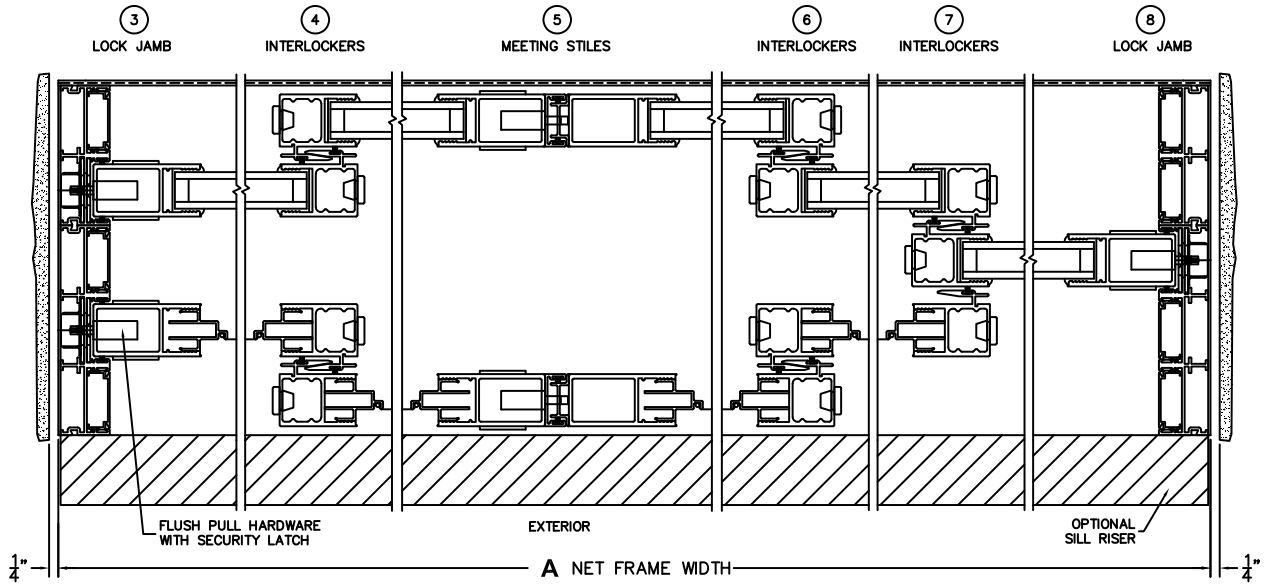 3
LOCK JAMB
4
INTERLOCKERS
5
MEETING STILES
6
INTERLOCKERS
7
INTERLOCKERS
8
LOCK JAMB
FLUSH PULL HARDWARE
WITH SECURITY LATCH
EXTERIOR
OPTIONAL
SILL RISER
1/4"
A NET FRAME WIDTH
1/4"